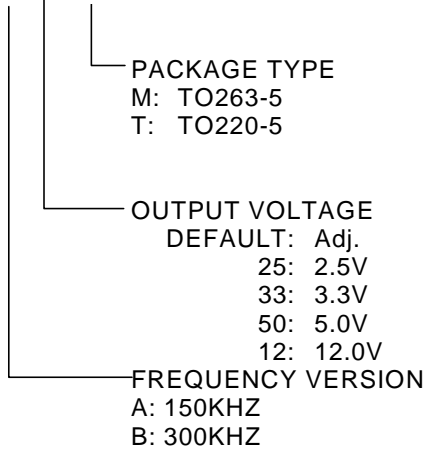 PACKAGE TYPE
M: TO263-5
T: TO220-5
OUTPUT VOLTAGE
DEFAULT: Adj.
25: 2.5V
33: 3.3V
50: 5.0V
12: 12.0V
FREQUENCY VERSION
A: 150KHZ
B: 300KHZ